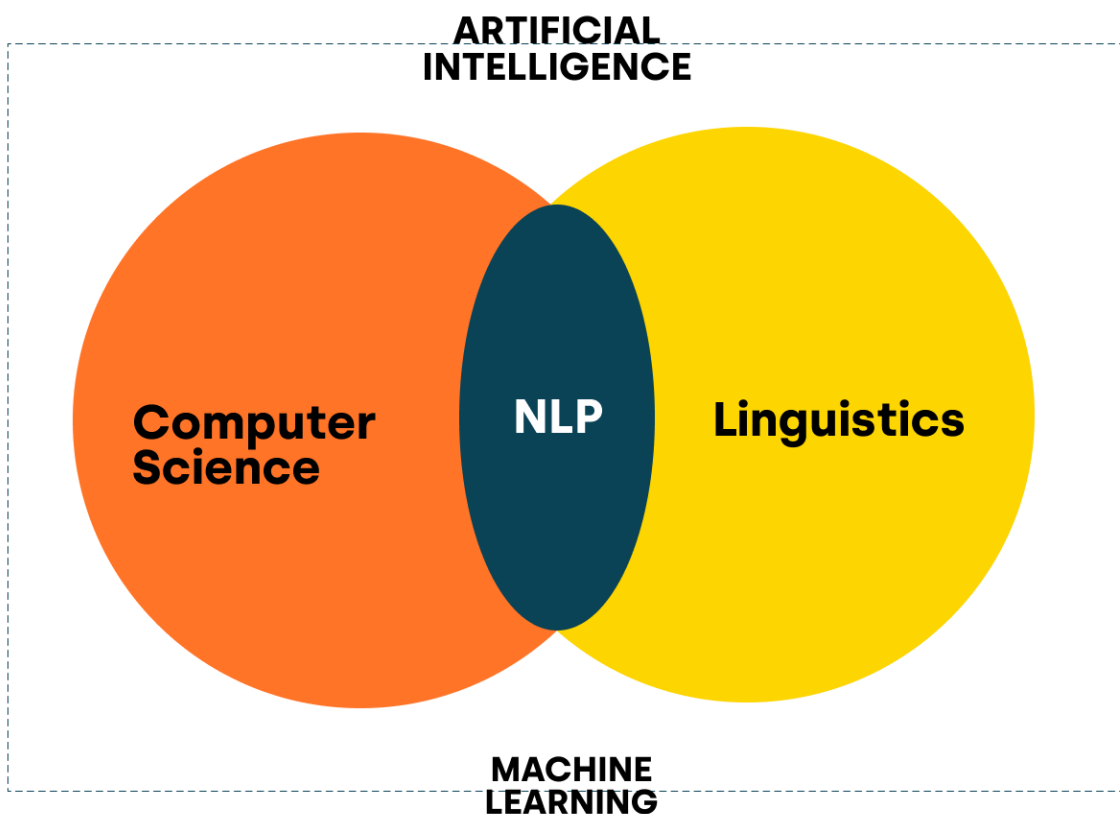 ARTIFICIAL
INTELLIGENCE
Computer
Science
NLP
Linguistics
MACHINE
LEARNING